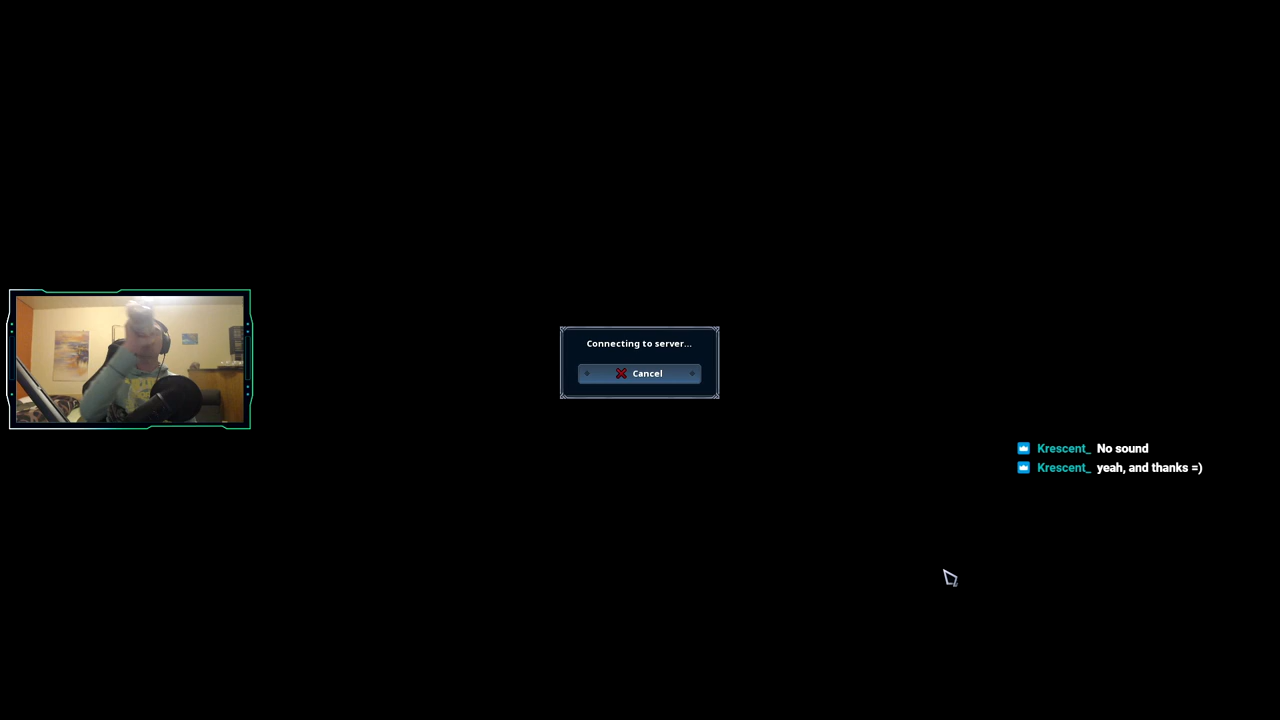 Connecting to server...
Cancel
Krescent_ No sound
Krescent_ yeah, and thanks =)